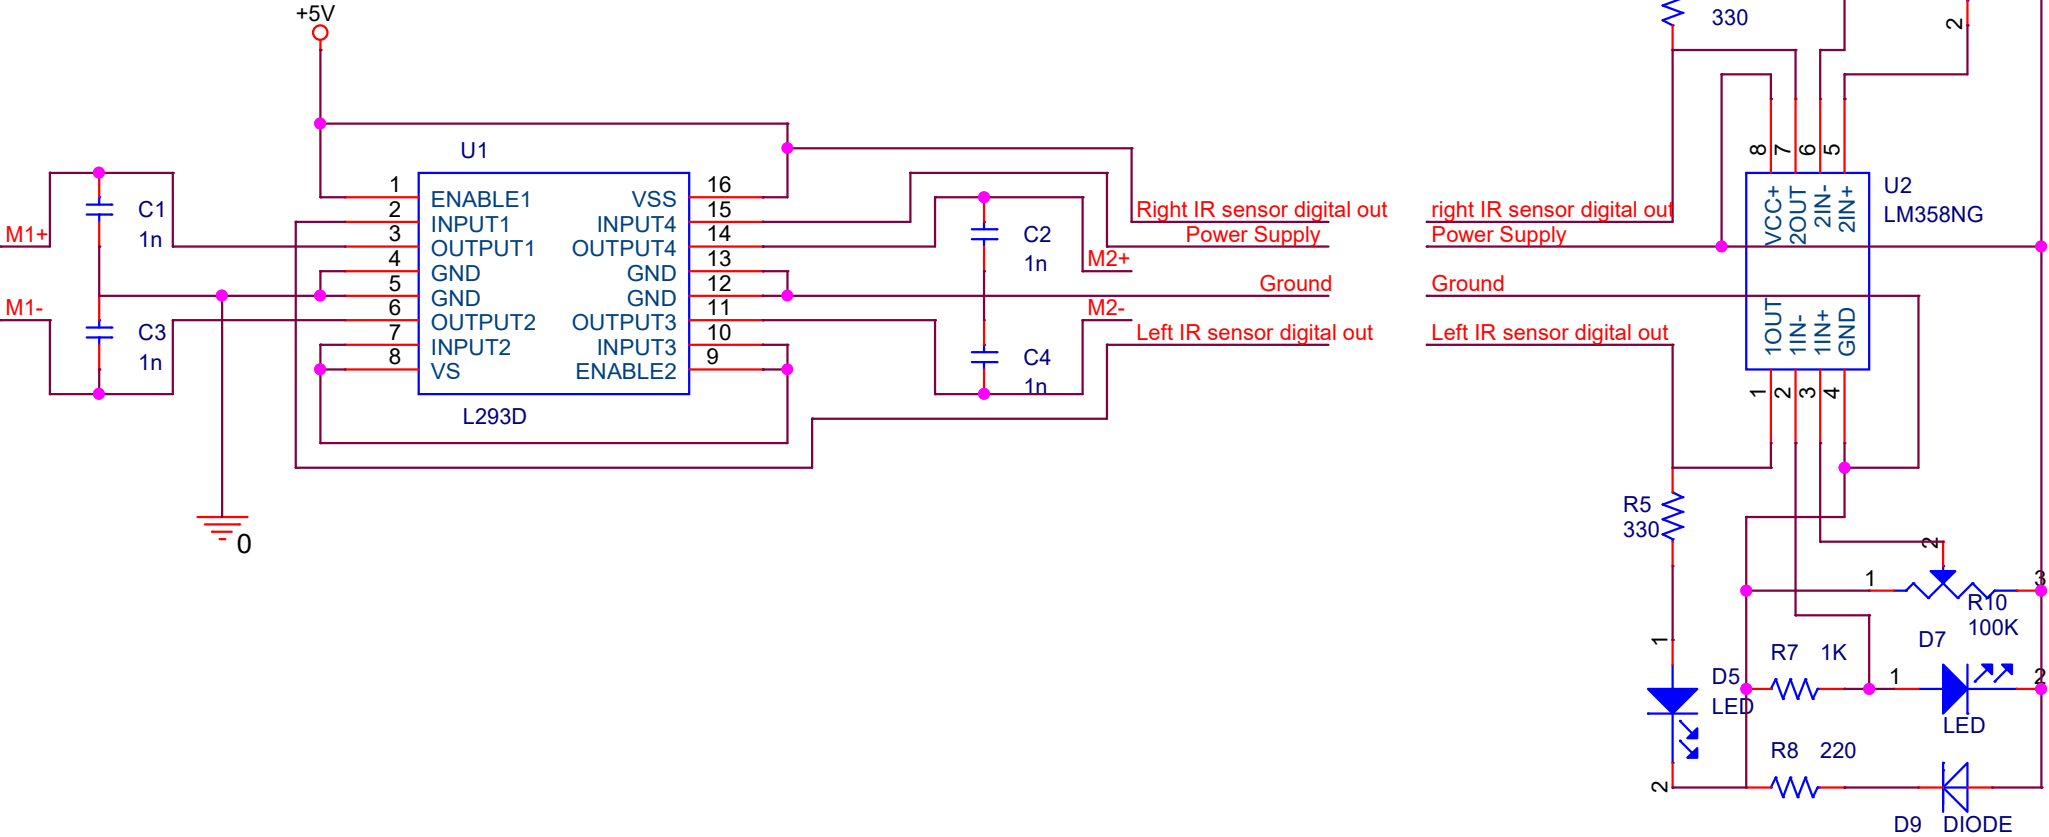 +5V
U1
1
2
3
4
5
6
7
8
ENABLE1
INPUT1
OUTPUT1
GND
GND
OUTPUT2
INPUT2
VS
VSS
INPUT4
OUTPUT4
GND
GND
OUTPUT3
INPUT3
ENABLE2
16
15
14
13
12
11
10
9
L293D
M1+
M1-
C1
1n
C3
1n
0
C2
1n
C4
1n
M2+
M2-
Right IR sensor digital out
Power Supply
Ground
Left IR sensor digital out
right IR sensor digital out
Power Supply
Ground
Left IR sensor digital out
330
2
8
7
6
5
VCC+
2OUT
2IN-
2IN+
U2
LM358NG
1OUT
1IN-
1IN+
GND
1
2
3
4
R5
330
2
1
3
R10
100K
1
D5
LED
2
R7 1K
1
D7
2
LED
R8 220
D9 DIODE